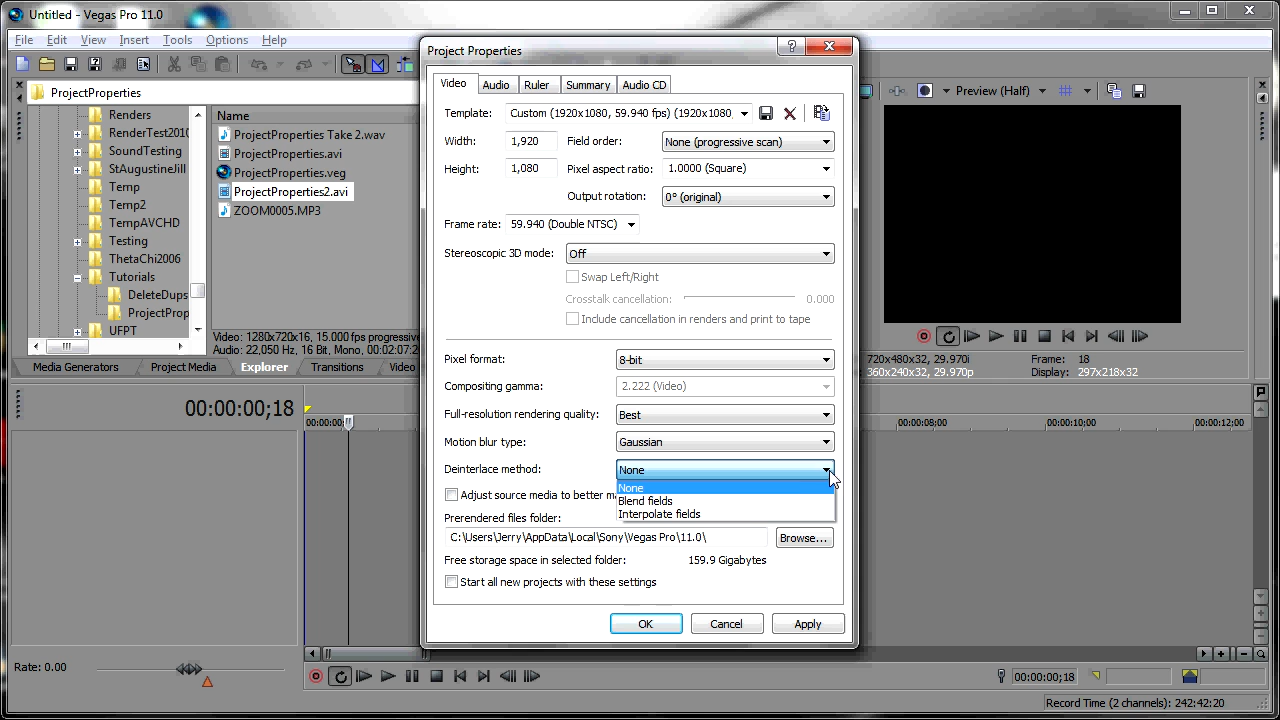 Untitled - Vegas Pro 11.0
File Edit View Insert Tools Options Help
ProjectProperties
Renders
RenderTest2010
SoundTesting
StAugustineJill
Temp
Temp2
TempAVCHD
Testing
ThetaChi2006
Tutorials
DeleteDups
ProjectProp
UFPT
Name
ProjectProperties Take 2.wav
ProjectProperties.avi
ProjectProperties.veg
ProjectProperties2.avi
ZOOM0005.MP3
Video: 1280x720x16, 15.000 fps progressive
Audio: 22,050 Hz, 16 Bit, Mono, 00:02:07:2
Media Generators Project Media Explorer Transitions Video
Project Properties
Video Audio Ruler Summary Audio CD
Template: Custom (1920x1080, 59.940 fps) (1920x1080,
Width: 1,920 Field order: None (progressive scan)
Height: 1,080 Pixel aspect ratio: 1.0000 (Square)
Output rotation: 0° (original)
Frame rate: 59.940 (Double NTSC)
Stereoscopic 3D mode: Off
Swap Left/Right
Crosstalk cancellation: 0.000
Include cancellation in renders and print to tape
Pixel format: 8-bit
Compositing gamma: 2.222 (Video)
Full-resolution rendering quality: Best
Motion blur type: Gaussian
Deinterlace method: None
None
Blend fields
Interpolate fields
Adjust source media to better ma
Prerendered files folder:
C:\Users\Jerry\AppData\Local\Sony\Vegas Pro\11.0\ Browse...
Free storage space in selected folder: 159.9 Gigabytes
Start all new projects with these settings
OK Cancel Apply
Preview (Half)
720x480x32, 29.970i Frame: 18
360x240x32, 29.970p Display: 297x218x32
00:00:00;18
00:00:00; 00:00:08;00 00:00:10;00 00:00:12;00
Rate: 0.00
00:00:00;18
Record Time (2 channels): 242:42:20